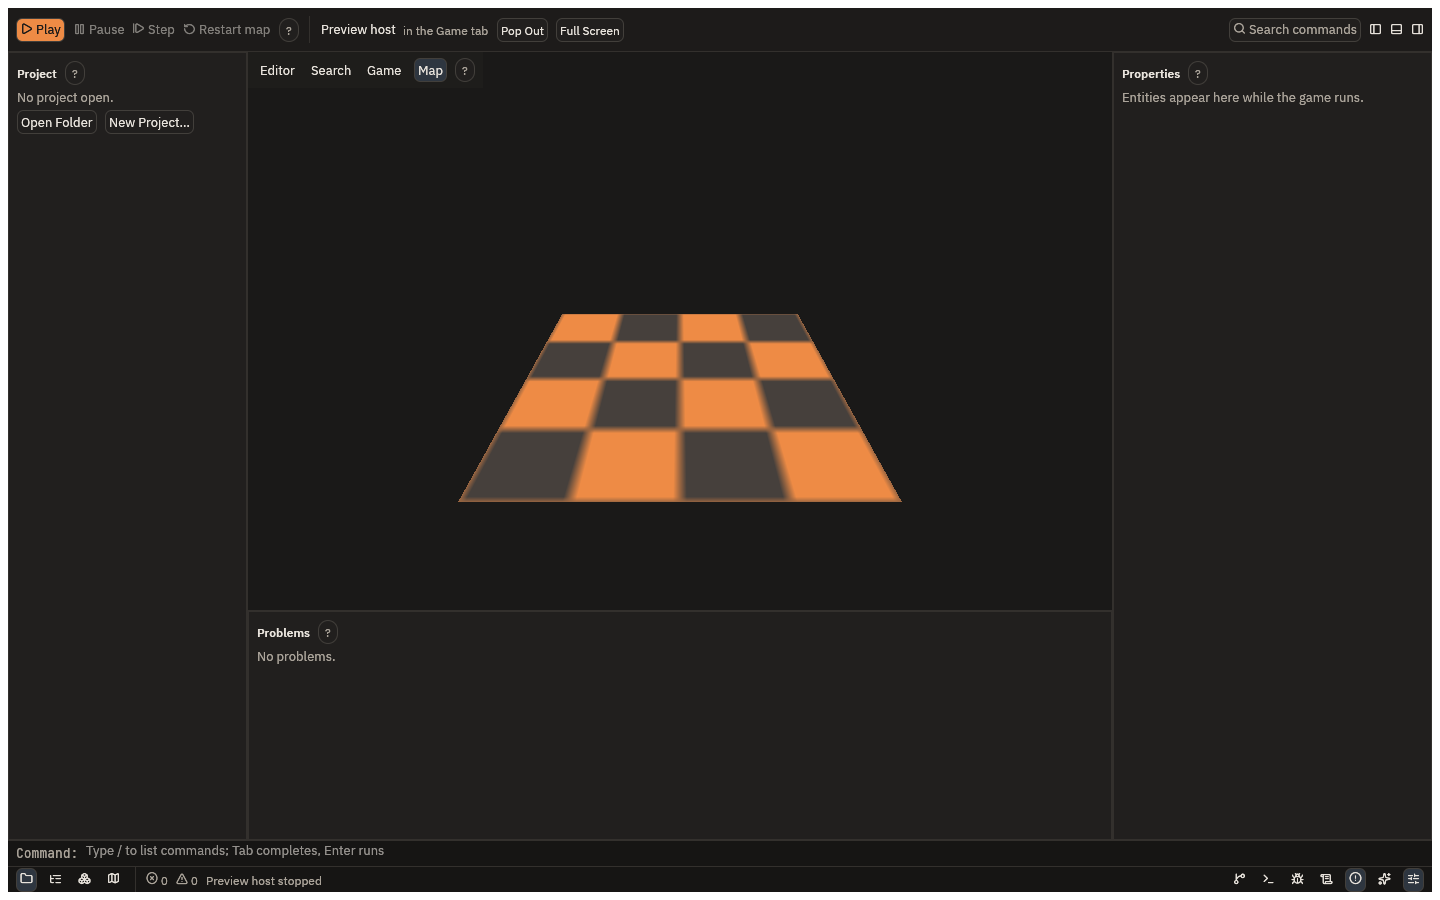 Play Pause Step Restart map ? Preview host in the Game tab Pop Out Full Screen Search commands
Project ?
No project open.
Open Folder New Project...
Editor Search Game Map ?
Properties ?
Entities appear here while the game runs.
Problems ?
No problems.
Command: Type / to list commands; Tab completes, Enter runs
0 0 Preview host stopped